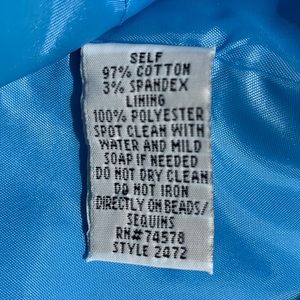 SELF
97% COTTON
3% SPANDEX
LINING
100% POLYESTER
SPOT CLEAN WITH
WATER AND MILD
SOAP IF NEEDED
DO NOT DRY CLEAN
DO NOT IRON
DIRECTLY ON BEADS/
SEQUINS
RN#74578
STYLE 2472